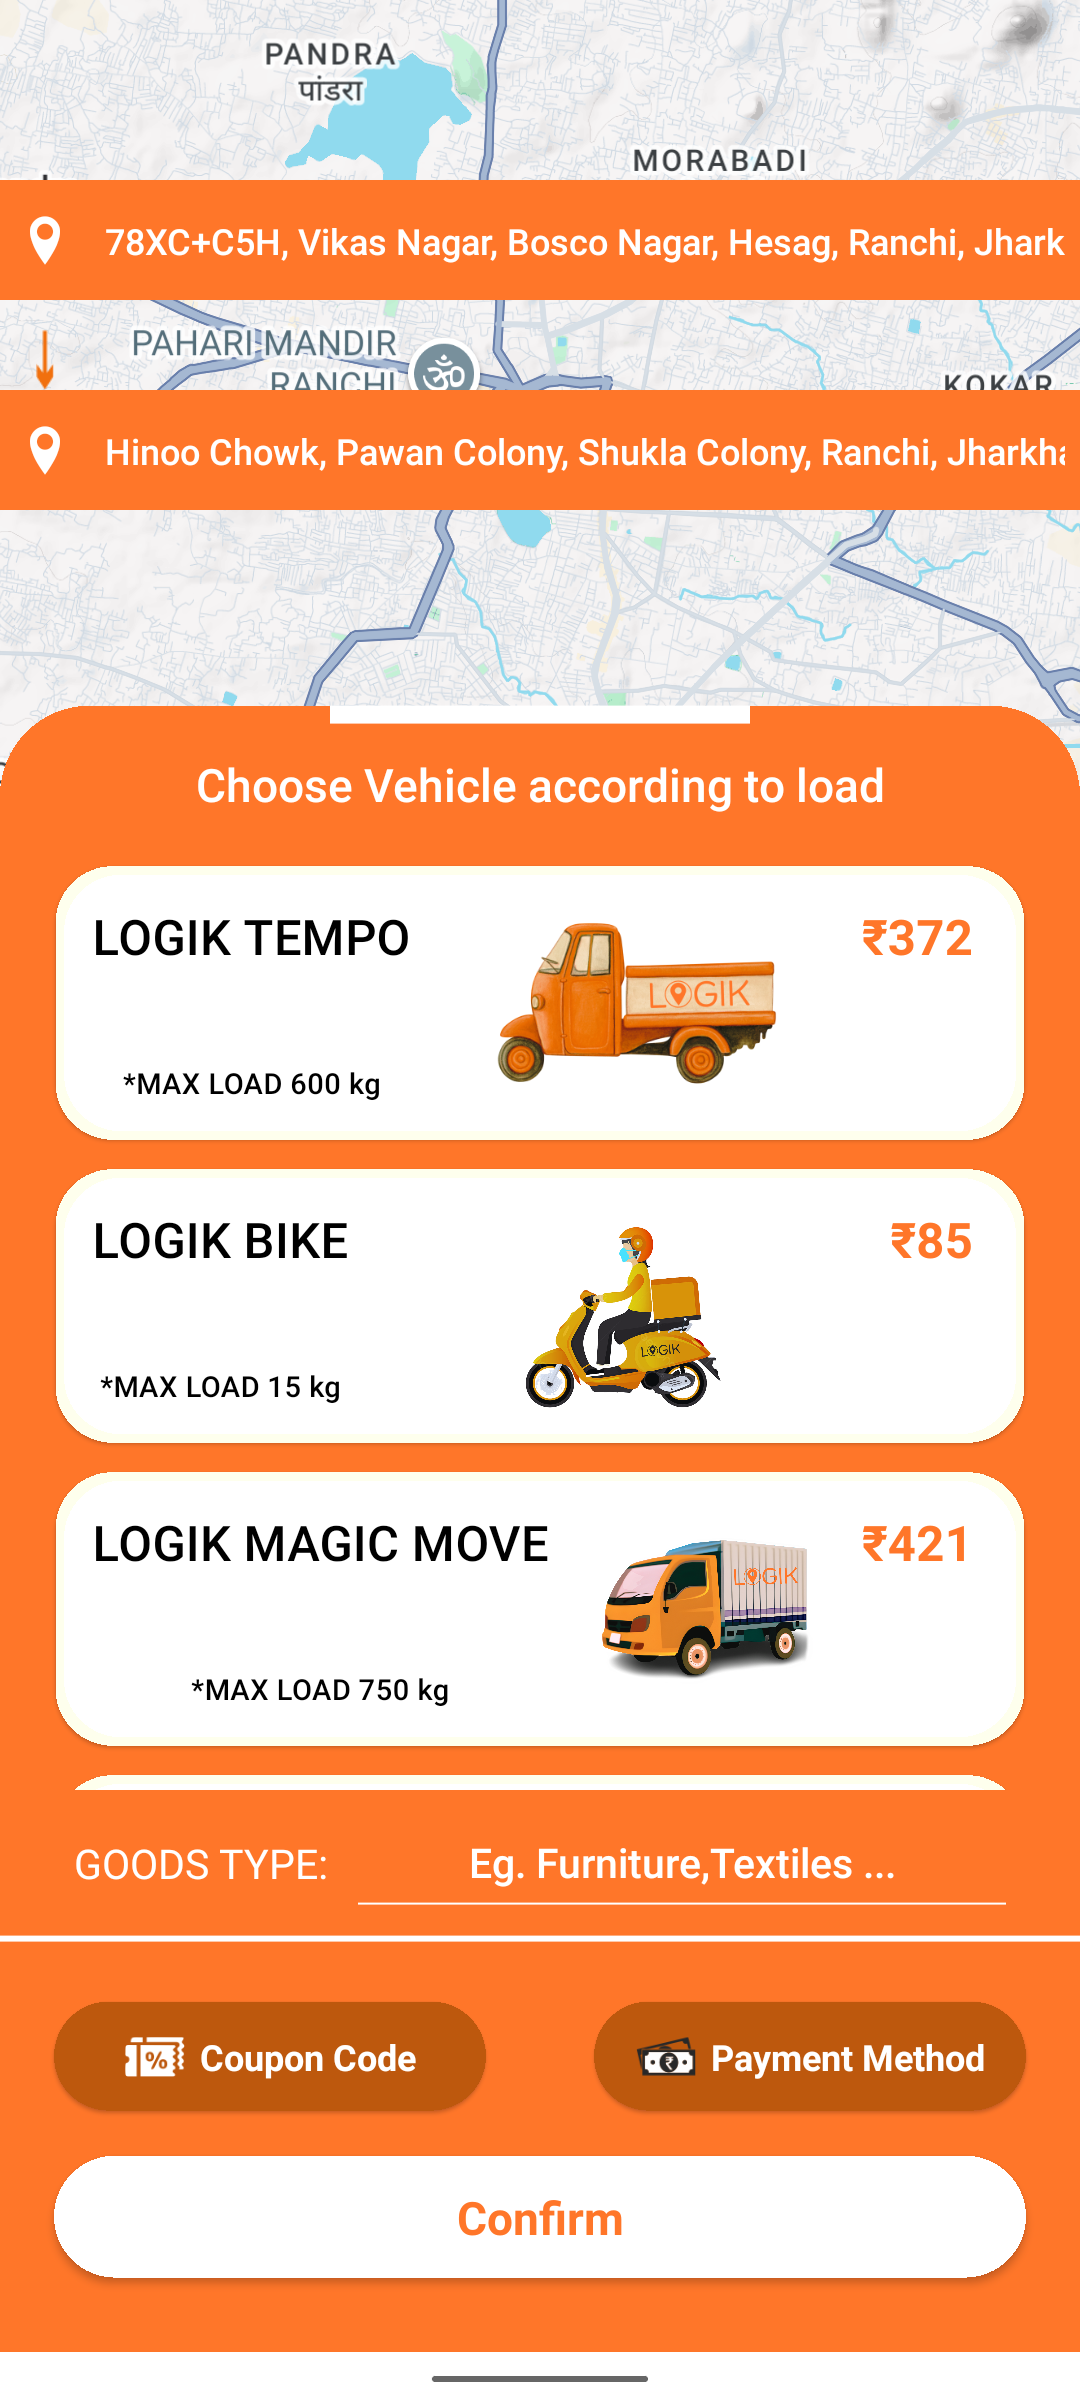 PANDRA
पांडरा
MORABADI
78XC+C5H, Vikas Nagar, Bosco Nagar, Hesag, Ranchi, Jhark
PAHARI MANDIR
RANCHI
KOKAR
Hinoo Chowk, Pawan Colony, Shukla Colony, Ranchi, Jharkha
Choose Vehicle according to load
LOGIK TEMPO
₹372
LOGIK
*MAX LOAD 600 kg
LOGIK BIKE
₹85
LOGIK
*MAX LOAD 15 kg
LOGIK MAGIC MOVE
₹421
LOGIK
*MAX LOAD 750 kg
GOODS TYPE:
Eg. Furniture,Textiles ...
Coupon Code
Payment Method
Confirm